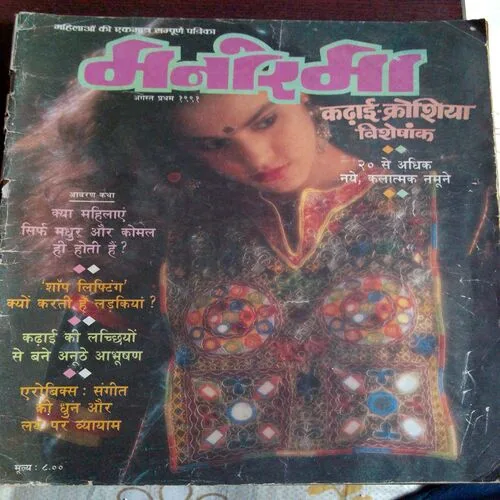 महिलाओं की एकमात्र सम्पूर्ण पत्रिका
मनोरमा
अगस्त प्रथम १९९१
कढ़ाई-क्रोशिया
विशेषांक
२० से अधिक
नये, कलात्मक नमूने
आवरण कथा
क्या महिलाएं
सिर्फ मधुर और कोमल
ही होती हैं ?
'शॉप लिफ्टिंग'
क्यों करती हैं लड़कियां ?
कढ़ाई की लच्छियों
से बने अनूठे आभूषण
एरोबिक्स : संगीत
की धुन और
लय पर व्यायाम
मूल्य : ८.००